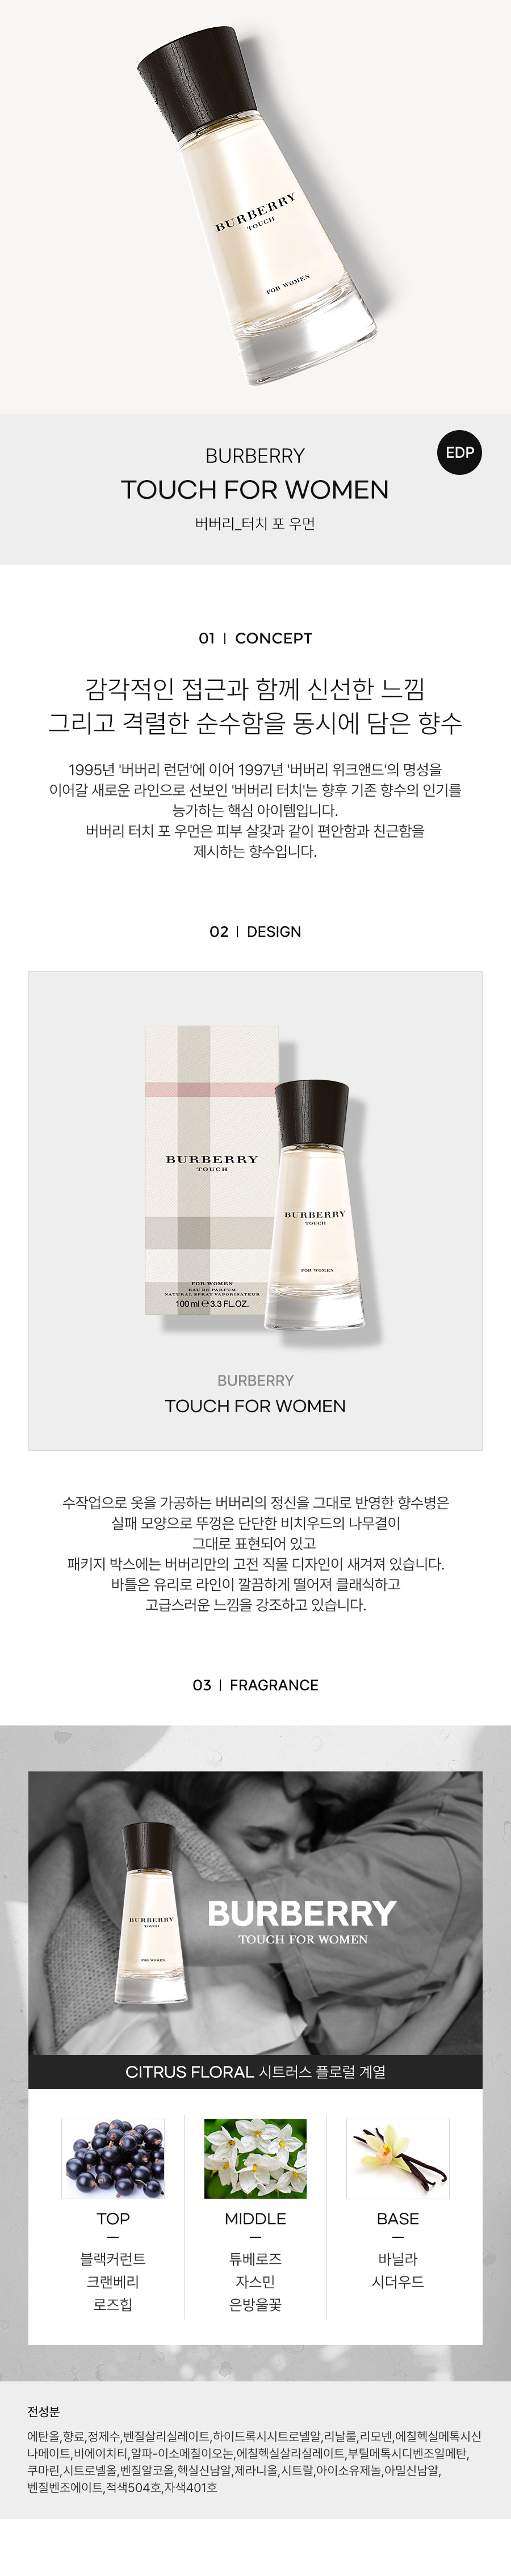 BURBERRY
TOUCH
FOR WOMEN
EDP
BURBERRY
TOUCH FOR WOMEN
버버리_터치 포 우먼
01 | CONCEPT
감각적인 접근과 함께 신선한 느낌
그리고 격렬한 순수함을 동시에 담은 향수
1995년 '버버리 런던'에 이어 1997년 '버버리 위크앤드'의 명성을
이어갈 새로운 라인으로 선보인 '버버리 터치'는 향후 기존 향수의 인기를
능가하는 핵심 아이템입니다.
버버리 터치 포 우먼은 피부 살갗과 같이 편안함과 친근함을
제시하는 향수입니다.
02 | DESIGN
BURBERRY
TOUCH
FOR WOMEN
EAU DE PARFUM
NATURAL SPRAY VAPORISATEUR
100 ml ℮ 3.3 FL.OZ.
BURBERRY
TOUCH
FOR WOMEN
BURBERRY
TOUCH FOR WOMEN
수작업으로 옷을 가공하는 버버리의 정신을 그대로 반영한 향수병은
실패 모양으로 뚜껑은 단단한 비치우드의 나무결이
그대로 표현되어 있고
패키지 박스에는 버버리만의 고전 직물 디자인이 새겨져 있습니다.
바틀은 유리로 라인이 깔끔하게 떨어져 클래식하고
고급스러운 느낌을 강조하고 있습니다.
03 | FRAGRANCE
BURBERRY
TOUCH
FOR WOMEN
BURBERRY
TOUCH FOR WOMEN
CITRUS FLORAL 시트러스 플로럴 계열
TOP
블랙커런트
크랜베리
로즈힙
MIDDLE
튜베로즈
자스민
은방울꽃
BASE
바닐라
시더우드
전성분
에탄올,향료,정제수,벤질살리실레이트,하이드록시시트로넬알,리날룰,리모넨,에칠헥실메톡시신
나메이트,비에이치티,알파-이소메칠이오논,에칠헥실살리실레이트,부틸메톡시디벤조일메탄,
쿠마린,시트로넬올,벤질알코올,헥실신남알,제라니올,시트랄,아이소유제놀,아밀신남알,
벤질벤조에이트,적색504호,자색401호